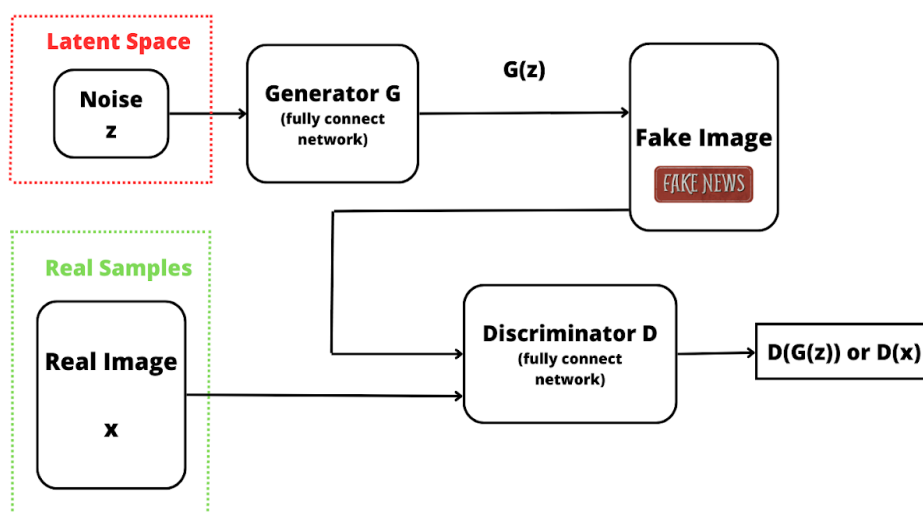 Latent Space
Noise
z
Generator G
(fully connect
network)
G(z)
Fake Image
FAKE NEWS
Real Samples
Real Image
x
Discriminator D
(fully connect
network)
D(G(z)) or D(x)